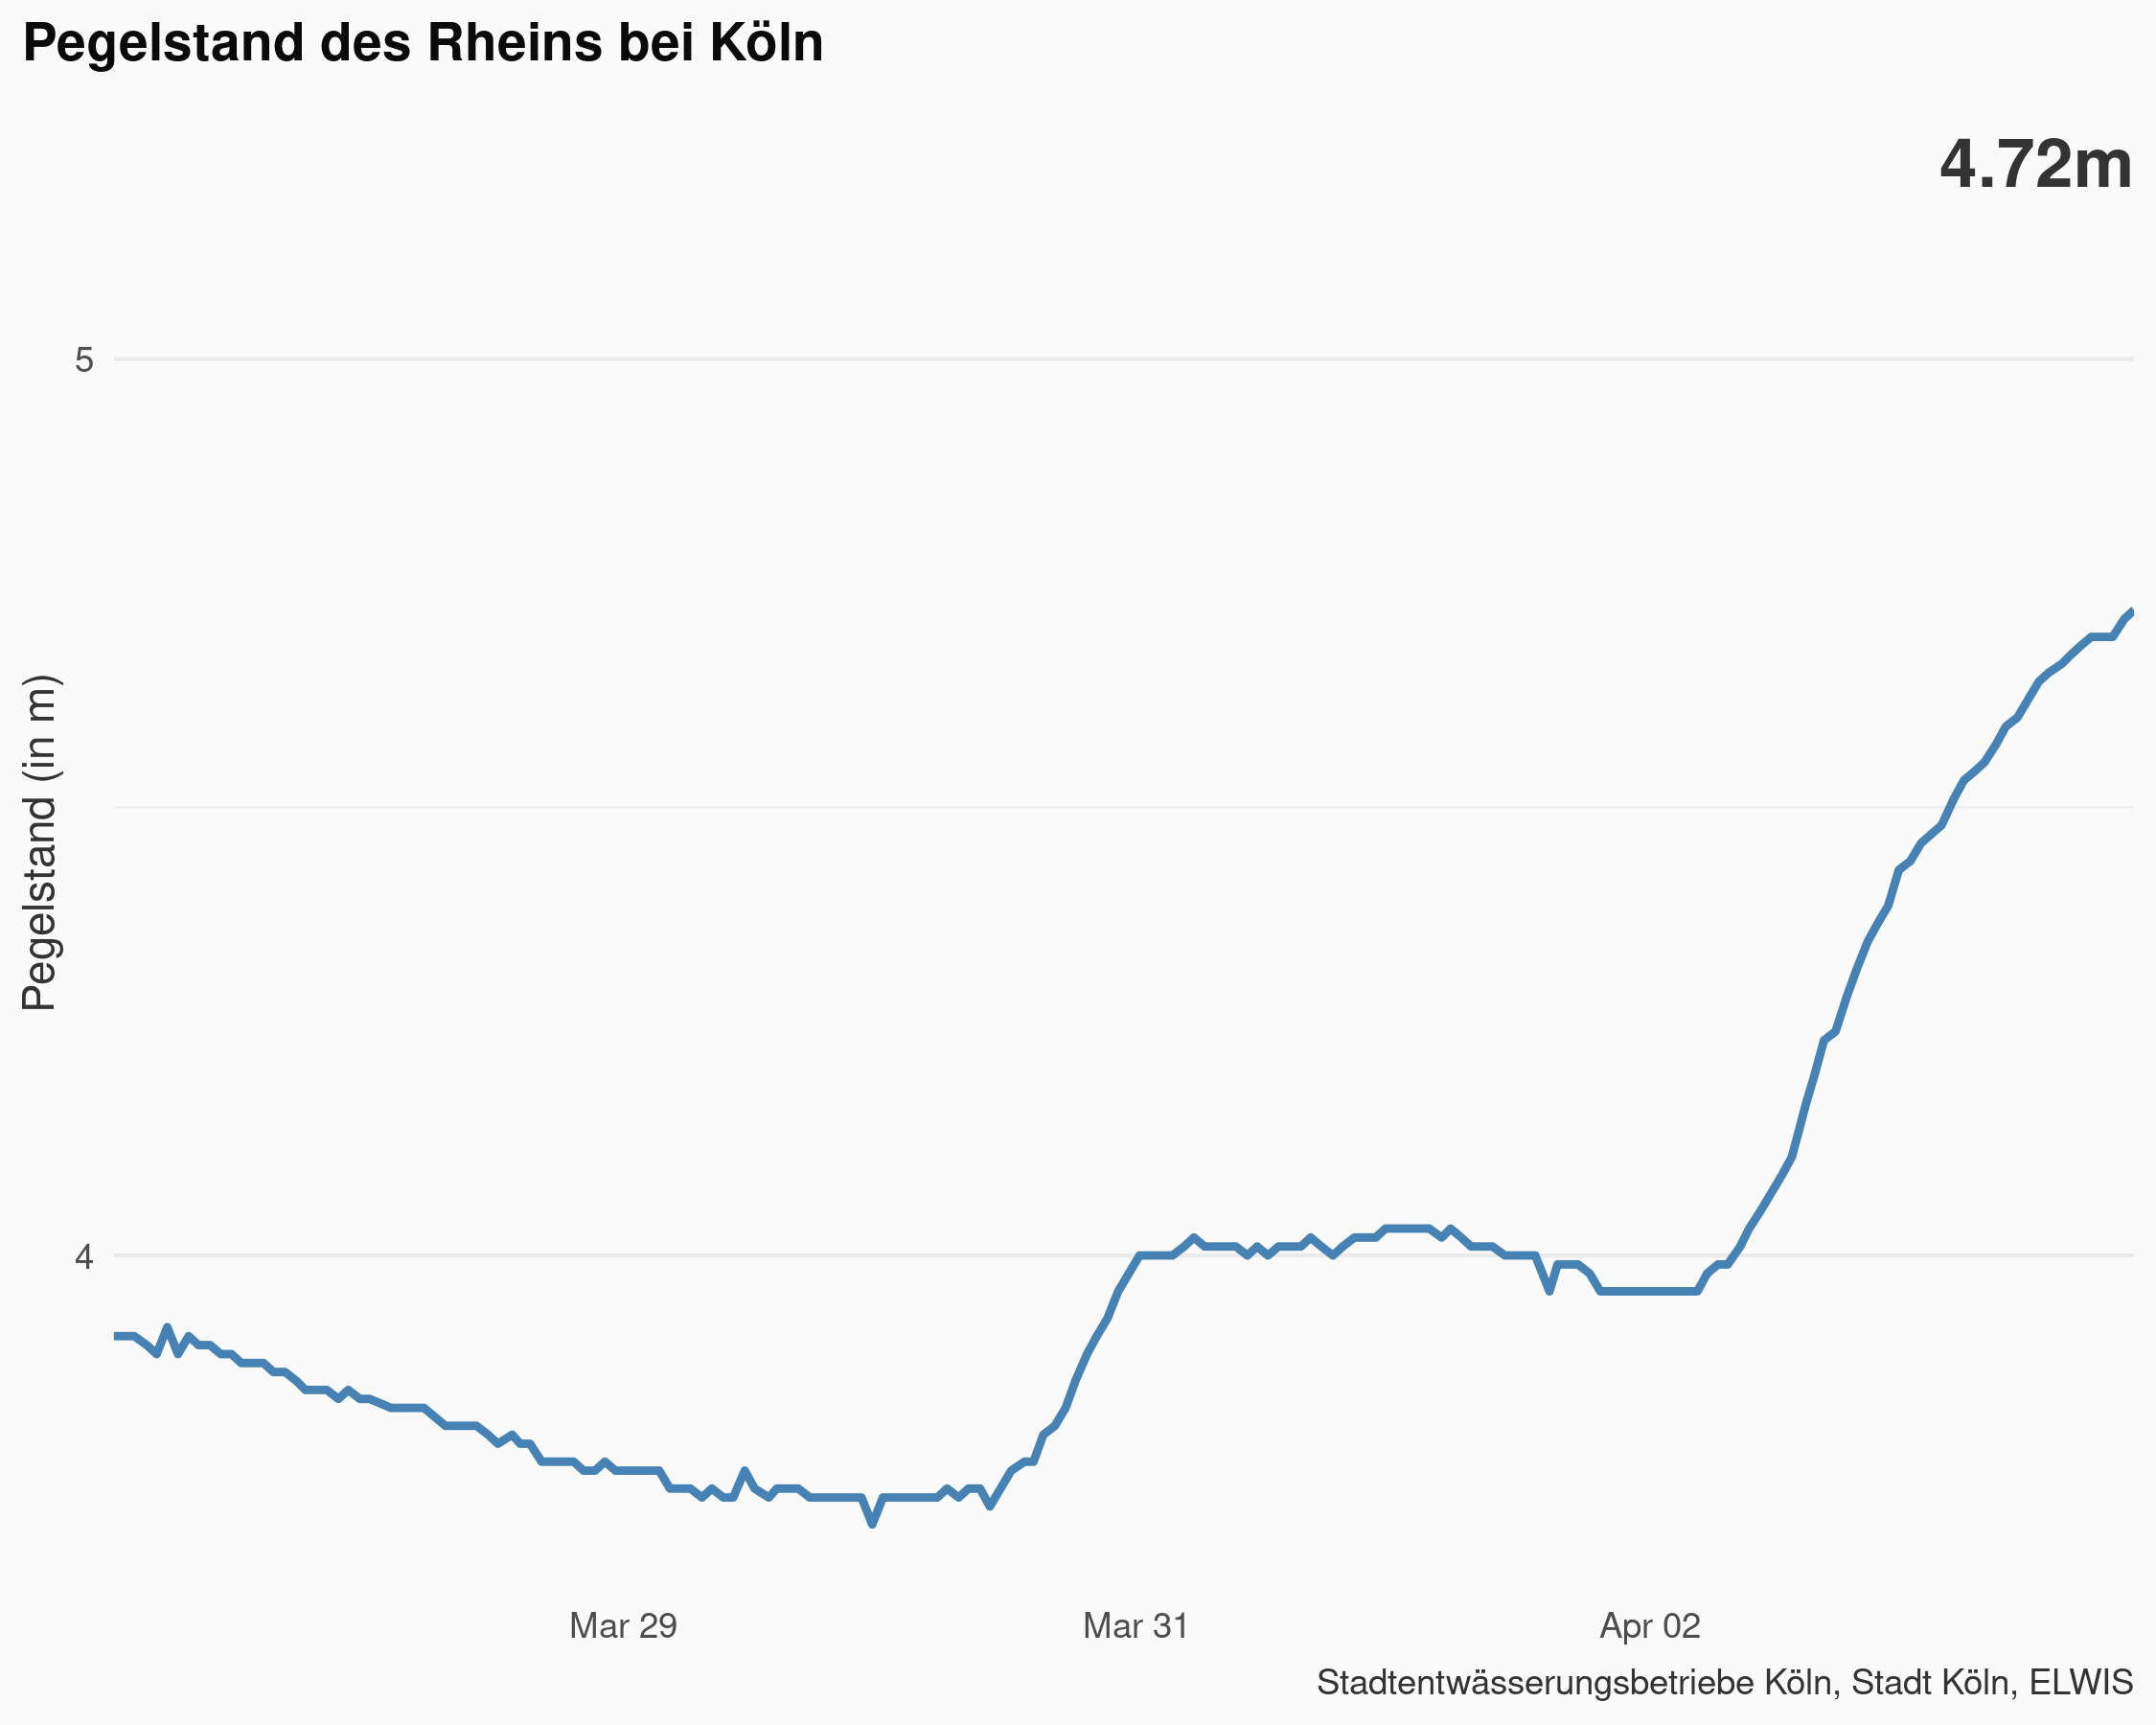 Pegelstand des Rheins bei Köln
4.72m
5
Pegelstand (in m)
4
Mar 29
Mar 31
Apr 02
Stadtentwässerungsbetriebe Köln, Stadt Köln, ELWIS